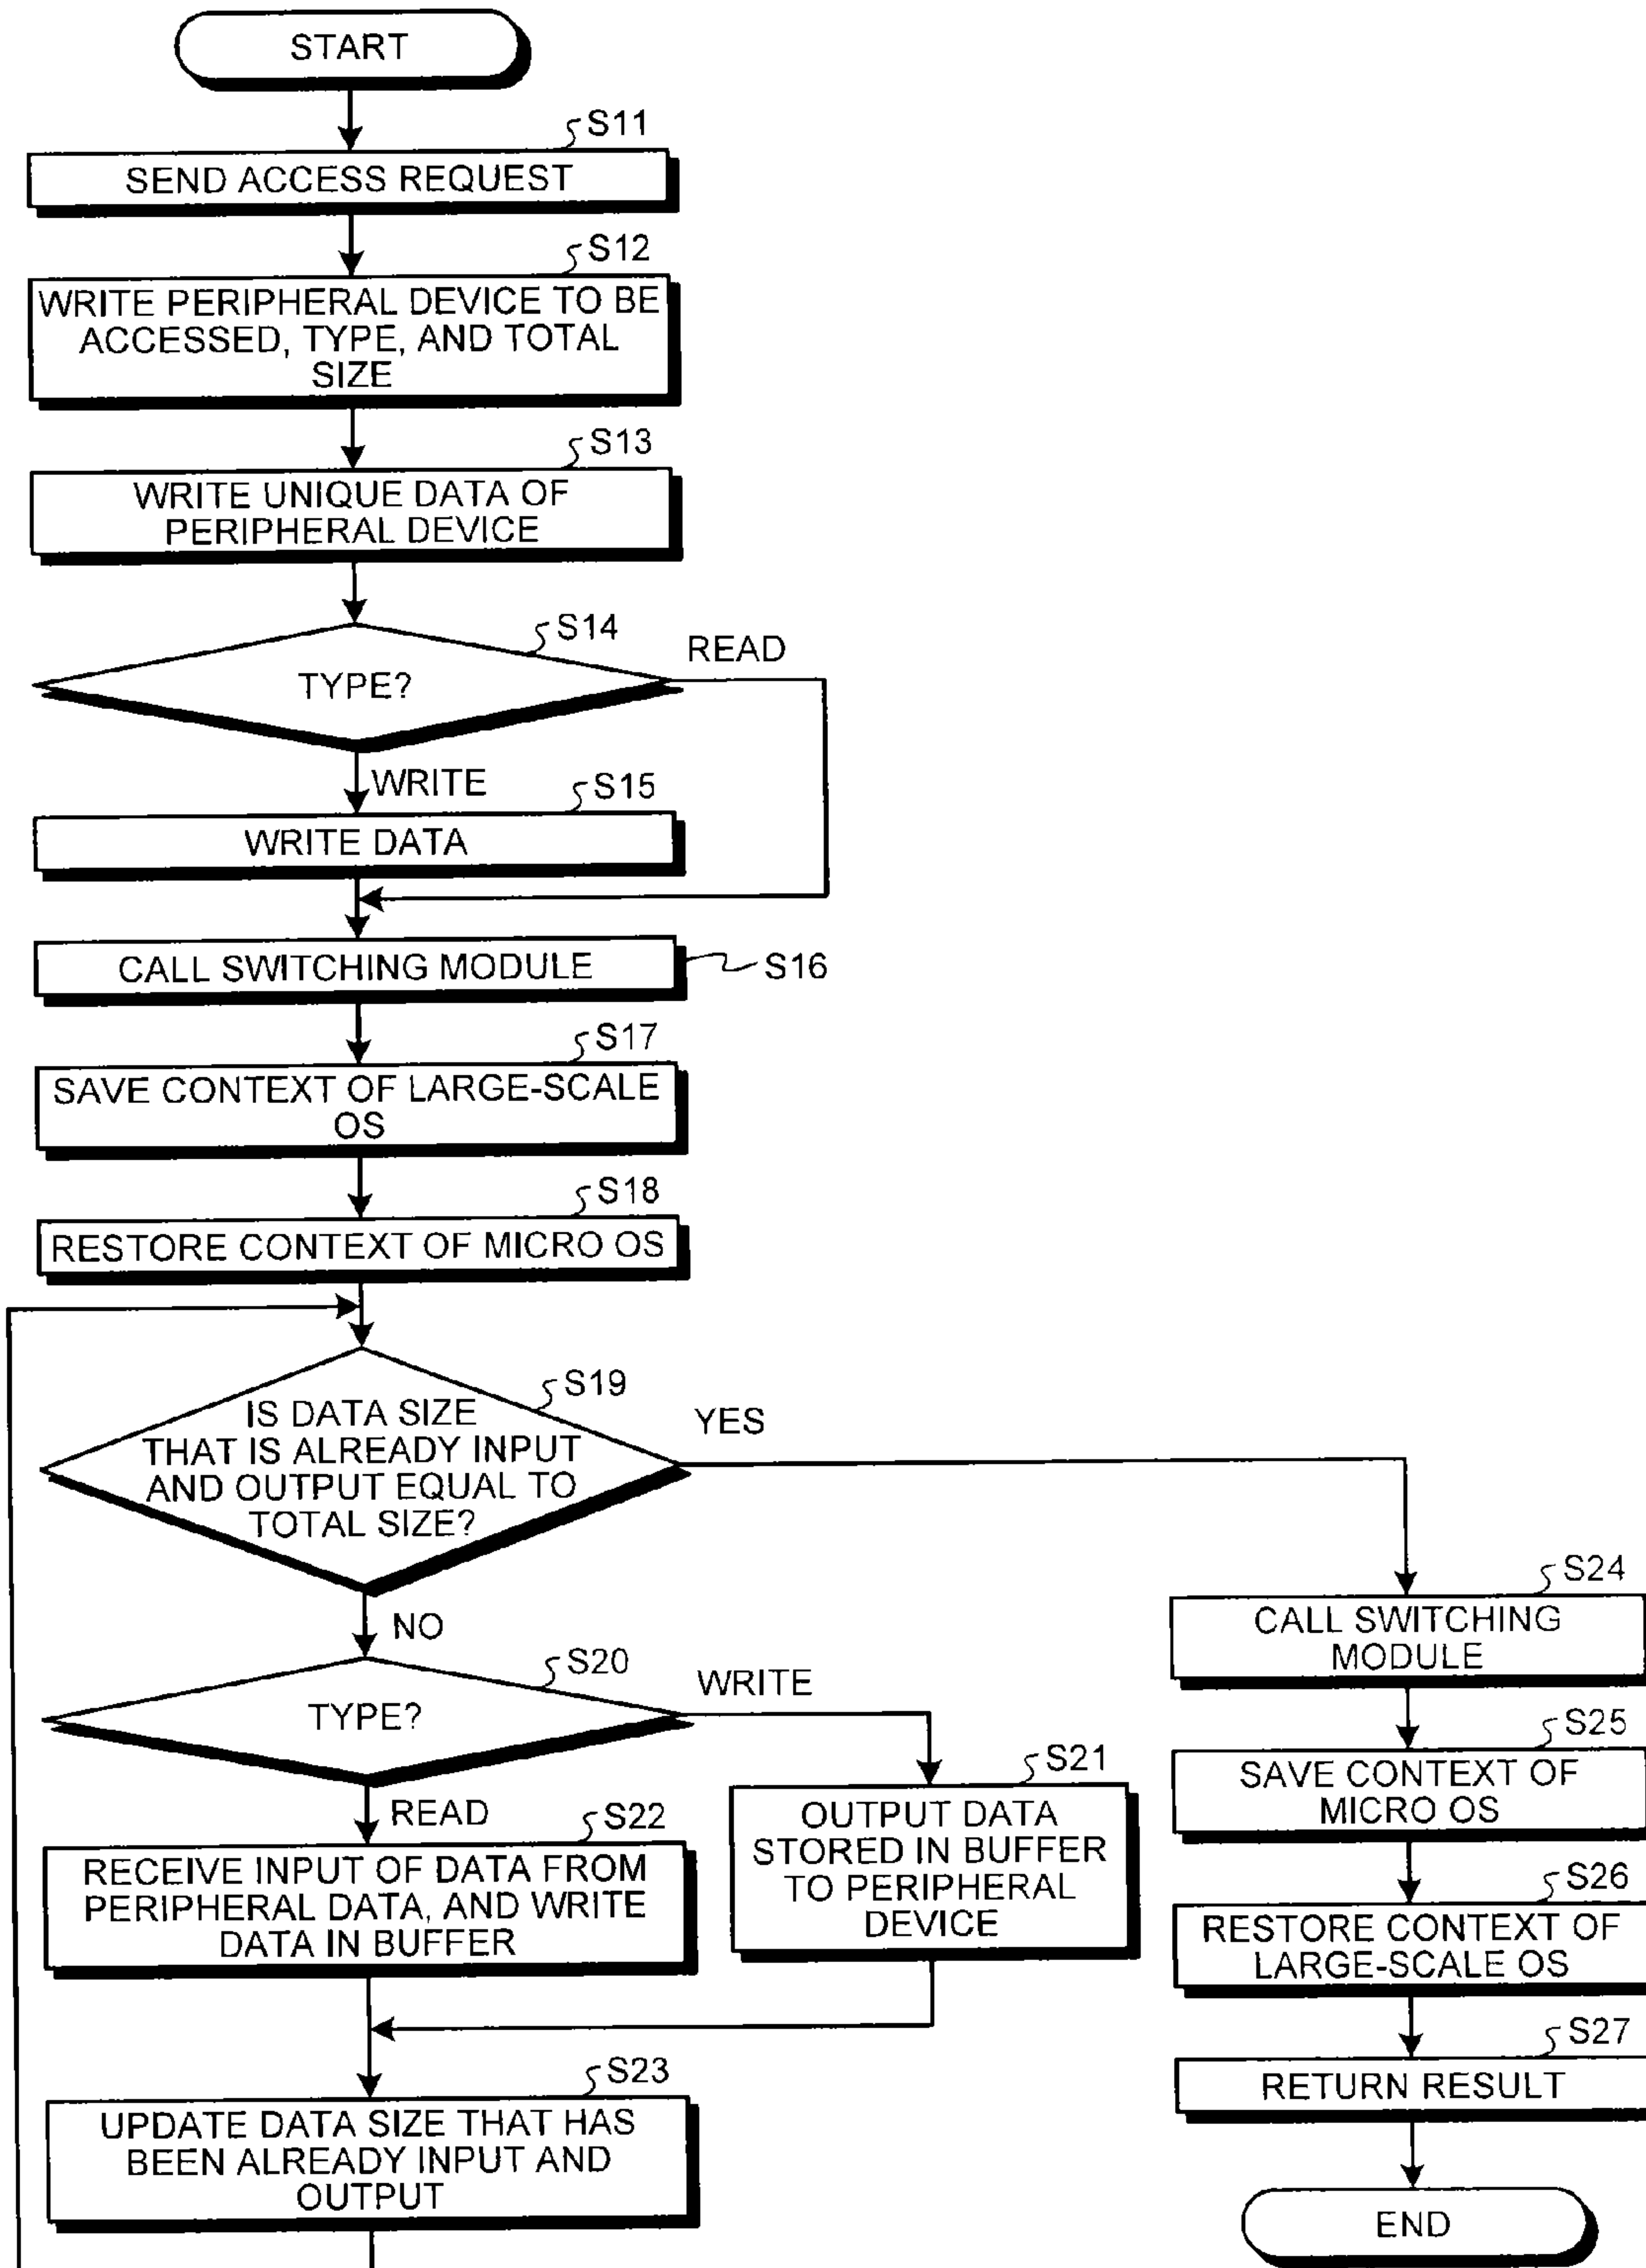 START
S11
SEND ACCESS REQUEST
S12
WRITE PERIPHERAL DEVICE TO BE
ACCESSED, TYPE, AND TOTAL
SIZE
S13
WRITE UNIQUE DATA OF
PERIPHERAL DEVICE
S14
READ
TYPE?
WRITE
S15
WRITE DATA
CALL SWITCHING MODULE
S16
S17
SAVE CONTEXT OF LARGE-SCALE
OS
S18
RESTORE CONTEXT OF MICRO OS
S19
IS DATA SIZE
THAT IS ALREADY INPUT
AND OUTPUT EQUAL TO
TOTAL SIZE?
YES
NO
S20
TYPE?
WRITE
S21
OUTPUT DATA
STORED IN BUFFER
TO PERIPHERAL
DEVICE
READ
S22
RECEIVE INPUT OF DATA FROM
PERIPHERAL DATA, AND WRITE
DATA IN BUFFER
S23
UPDATE DATA SIZE THAT HAS
BEEN ALREADY INPUT AND
OUTPUT
S24
CALL SWITCHING
MODULE
S25
SAVE CONTEXT OF
MICRO OS
S26
RESTORE CONTEXT OF
LARGE-SCALE OS
S27
RETURN RESULT
END